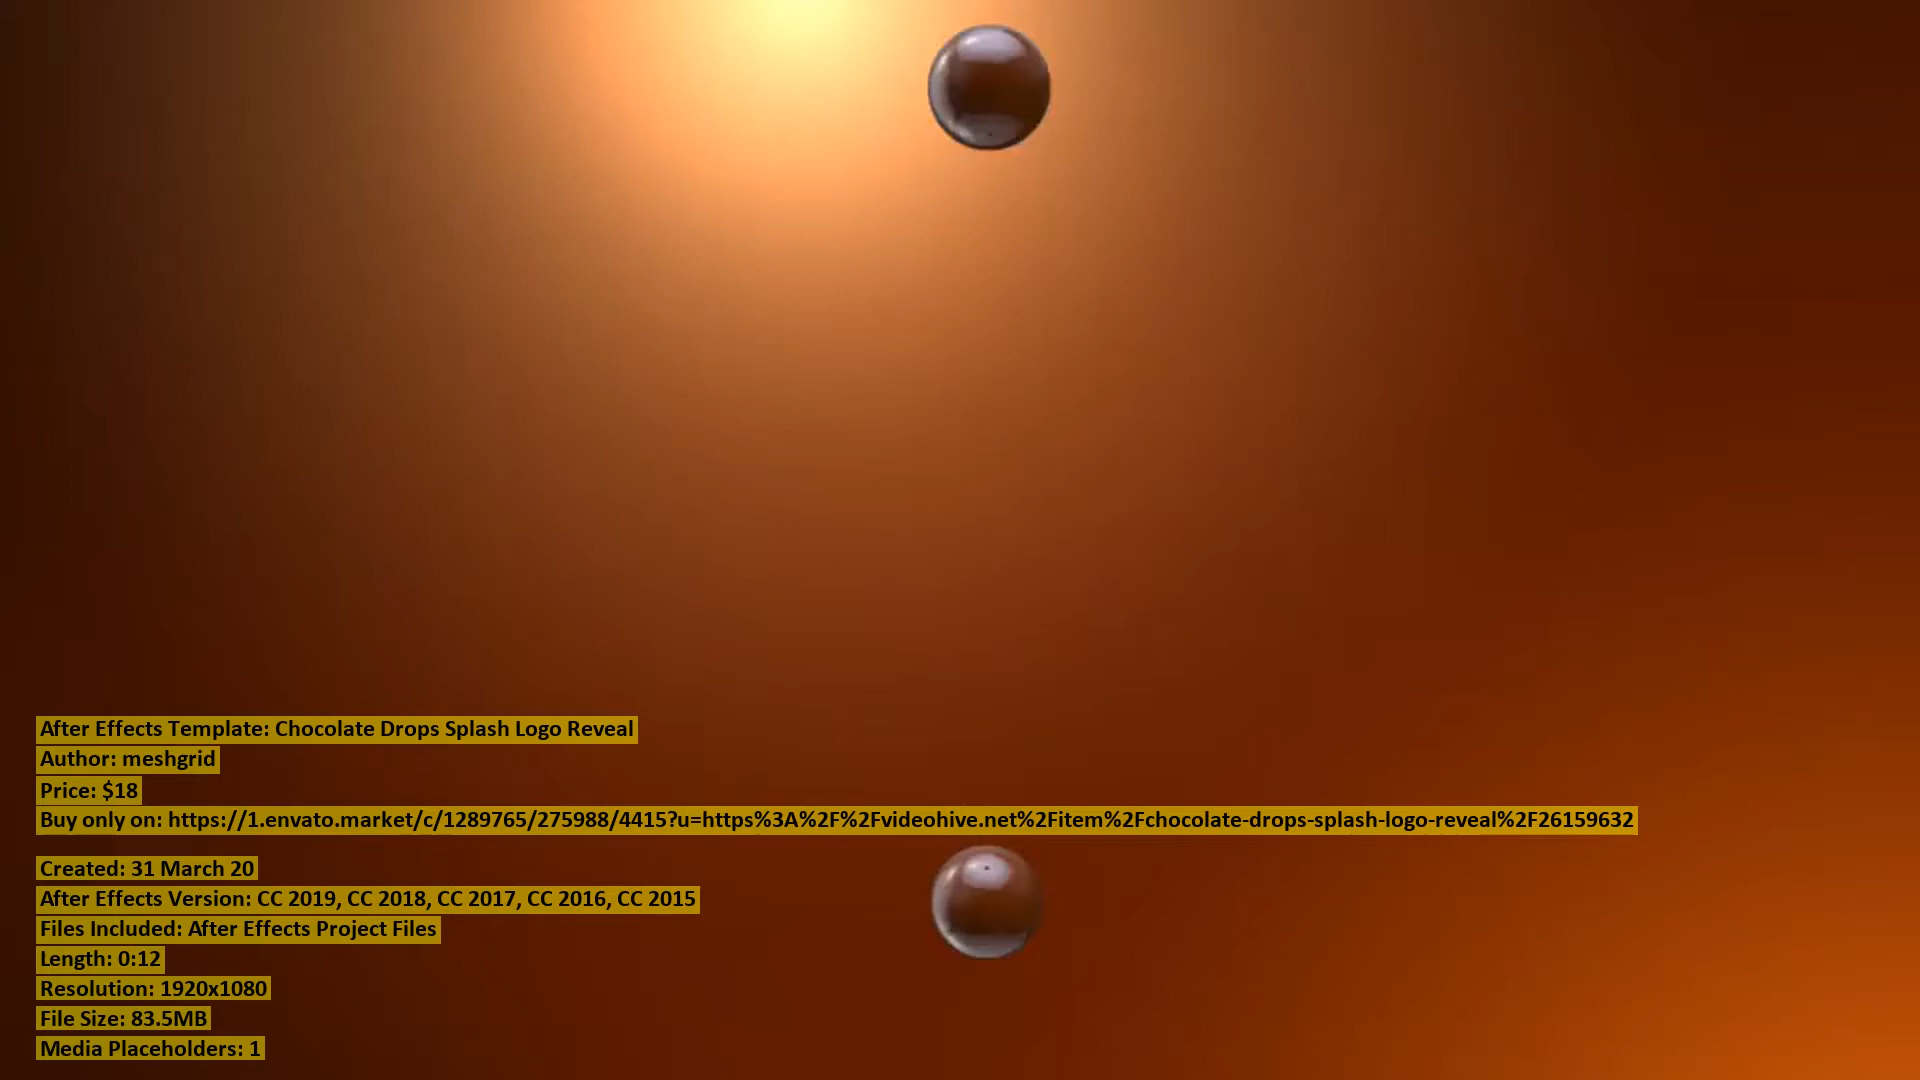 After Effects Template: Chocolate Drops Splash Logo Reveal
Author: meshgrid
Price: $18
Buy only on: https://1.envato.market/c/1289765/275988/4415?u=https%3A%2F%2Fvideohive.net%2Fitem%2Fchocolate-drops-splash-logo-reveal%2F26159632
Created: 31 March 20
After Effects Version: CC 2019, CC 2018, CC 2017, CC 2016, CC 2015
Files Included: After Effects Project Files
Length: 0:12
Resolution: 1920x1080
File Size: 83.5MB
Media Placeholders: 1